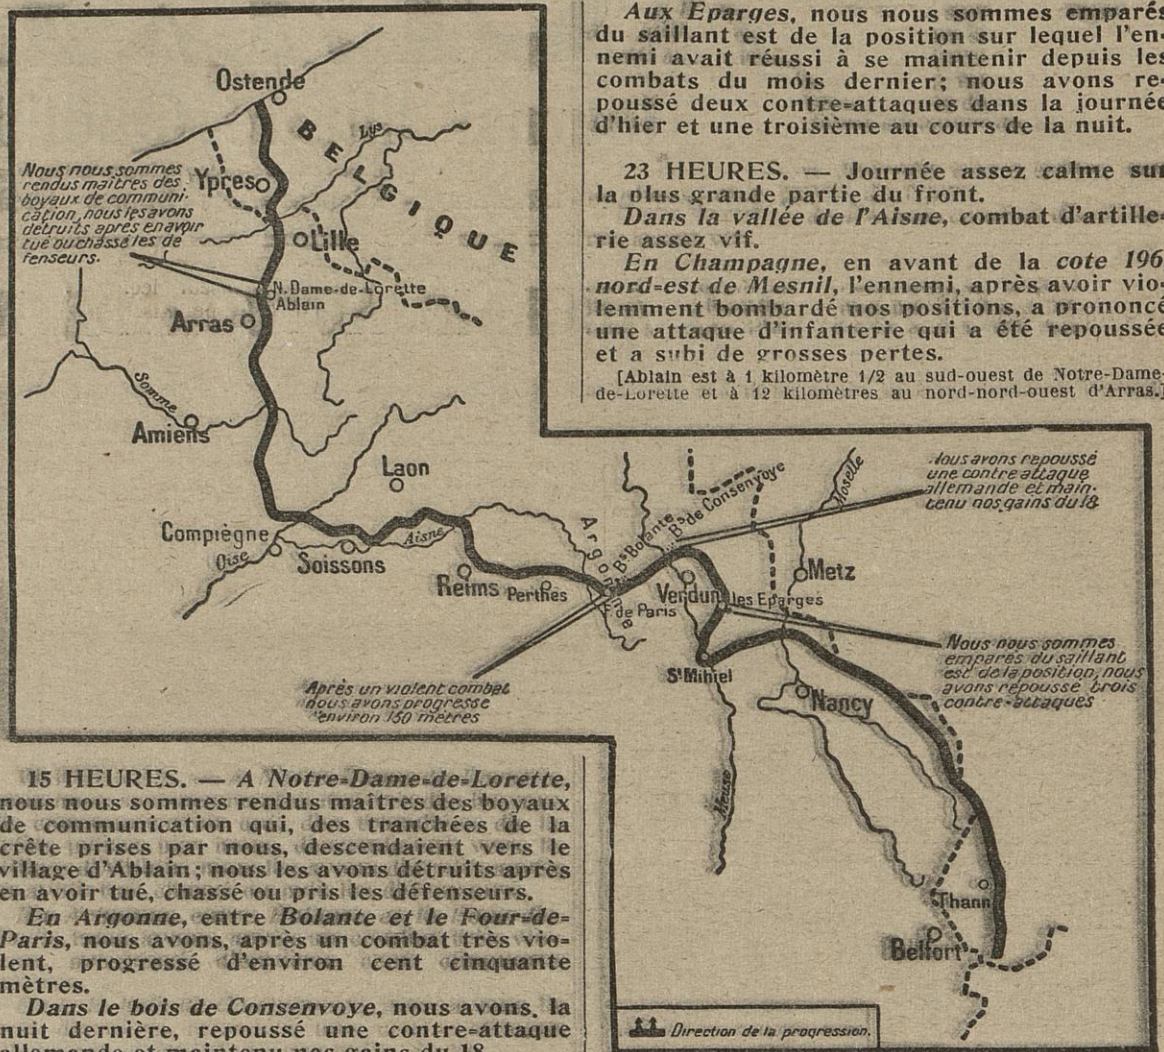 Aux Eparges, nous nous sommes emparés
du saillant est de la position sur lequel l'en-
nemi avait réussi à se maintenir depuis les
combats du mois dernier; nous avons re-
poussé deux contre-attaques dans la journée
d'hier et une troisième au cours de la nuit.
23 HEURES. — Journée assez calme sur
la plus grande partie du front.
Dans la vallée de l'Aisne, combat d'artille-
rie assez vif.
En Champagne, en avant de la cote 196
nord-est de Mesnil, l'ennemi, après avoir vio-
lemment bombardé nos positions, a prononcé
une attaque d'infanterie qui a été repoussée
et a subi de grosses pertes.
[Ablain est à 1 kilomètre 1/2 au sud-ouest de Notre-Dame-
de-Lorette et à 12 kilomètres au nord-nord-ouest d'Arras.]
Ostende
BELGIQUE
Lys
Nous nous sommes
rendus maîtres des
boyaux de communi-
cation, nous les avons
détruits après en avoir
tué ou chassé les dé
fenseurs.
Ypres
Lille
N. Dame-de-Lorette
Ablain
Arras
Somme
Amiens
Laon
Compiègne
Oise
Soissons
Aisne
Reims
Perthes
Argonne
Bs Bolante
Bs de Consenvoye
F. de Paris
Verdun
les Eparges
Moselle
Metz
St Mihiel
Nancy
Meuse
Thann
Belfort
Nous avons repoussé
une contre attaque
allemande et main-
tenu nos gains du 18
Nous nous sommes
emparés du saillant
est de la position, nous
avons repoussé trois
contre-attaques
Après un violent combat
nous avons progressé
d'environ 150 mètres
Direction de la progression.
15 HEURES. — A Notre-Dame-de-Lorette,
nous nous sommes rendus maîtres des boyaux
de communication qui, des tranchées de la
crête prises par nous, descendaient vers le
village d'Ablain; nous les avons détruits après
en avoir tué, chassé ou pris les défenseurs.
En Argonne, entre Bolante et le Four-de-
Paris, nous avons, après un combat très vio-
lent, progressé d'environ cent cinquante
mètres.
Dans le bois de Consenvoye, nous avons, la
nuit dernière, repoussé une contre-attaque
allemande et maintenu nos gains du 18